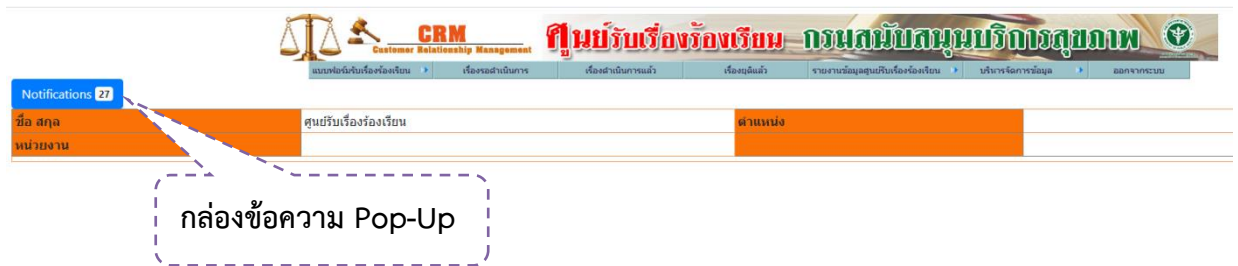 CRM
Customer Relationship Management
ศูนย์รับเรื่องร้องเรียน กรมสนับสนุนบริการสุขภาพ
แบบฟอร์มรับเรื่องร้องเรียน เรื่องรอดำเนินการ เรื่องดำเนินการแล้ว เรื่องยุติแล้ว รายงานข้อมูลศูนย์รับเรื่องร้องเรียน บริหารจัดการข้อมูล ออกจากระบบ
Notifications 27
ชื่อ สกุล ศูนย์รับเรื่องร้องเรียน ตำแหน่ง
หน่วยงาน
กล่องข้อความ Pop-Up